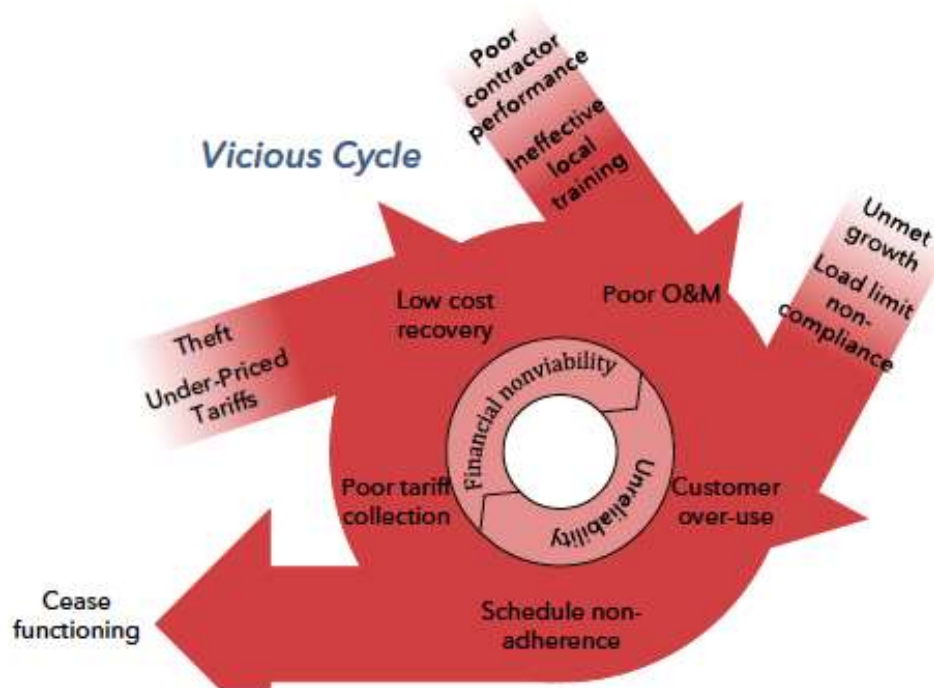 Vicious Cycle
Poor
contractor
performance
Ineffective
local
training
Unmet
growth
Load limit
non-
compliance
Theft
Under-Priced
Tariffs
Low cost
recovery
Poor O&M
Financial nonviability
Unreliability
Poor tariff
collection
Customer
over-use
Schedule non-
adherence
Cease
functioning